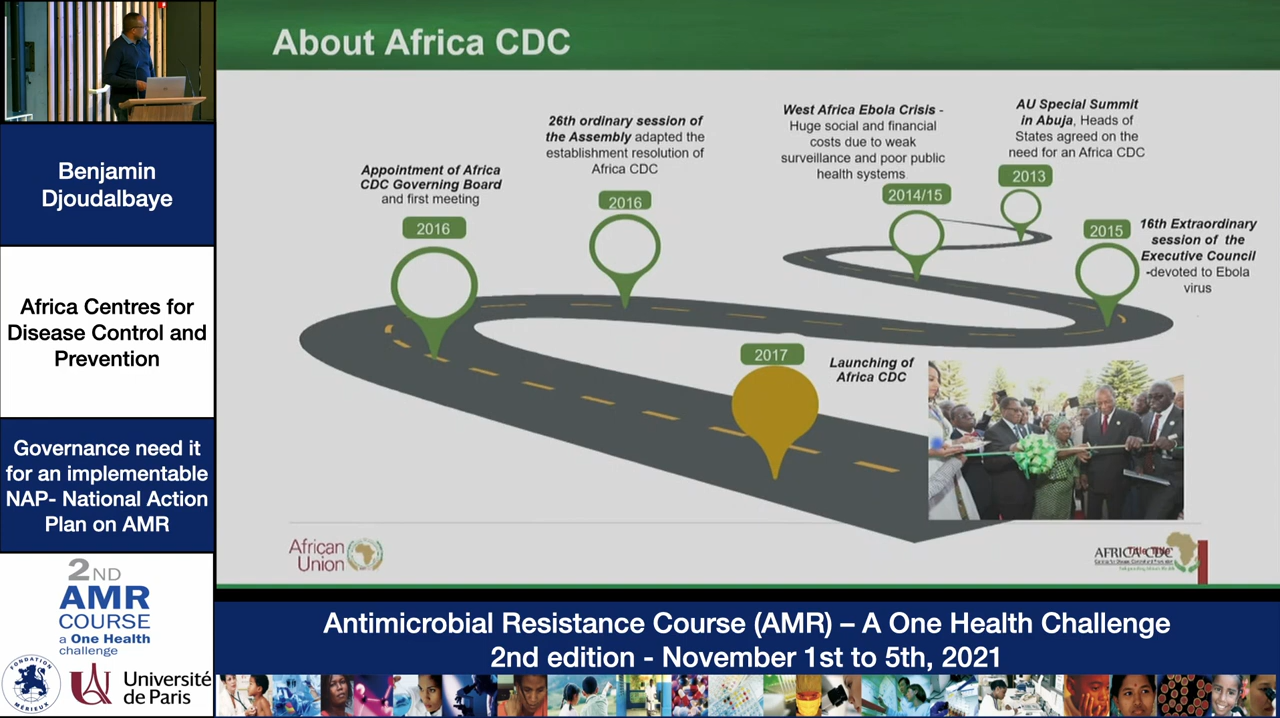 About Africa CDC
Benjamin
Djoudalbaye
Africa Centres for
Disease Control and
Prevention
Governance need it
for an implementable
NAP- National Action
Plan on AMR
2ND
AMR
COURSE
a One Health
challenge
FONDATION
MÉRIEUX
Université
de Paris
Appointment of Africa
CDC Governing Board
and first meeting
2016
26th ordinary session of
the Assembly adapted the
establishment resolution of
Africa CDC
2016
West Africa Ebola Crisis -
Huge social and financial
costs due to weak
surveillance and poor public
health systems
2014/15
AU Special Summit
in Abuja, Heads of
States agreed on the
need for an Africa CDC
2013
2015
16th Extraordinary
session of the
Executive Council
-devoted to Ebola
virus
2017
Launching of
Africa CDC
African
Union
AFRICA CDC
Antimicrobial Resistance Course (AMR) – A One Health Challenge
2nd edition - November 1st to 5th, 2021